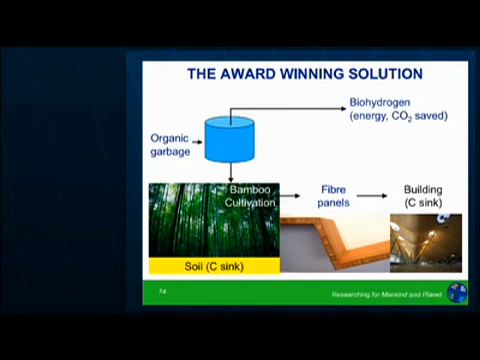 THE AWARD WINNING SOLUTION
Biohydrogen
(energy, CO2 saved)
Organic
garbage
Bamboo
Cultivation
Fibre
panels
Building
(C sink)
Soil (C sink)
74
Researching for Mankind and Planet